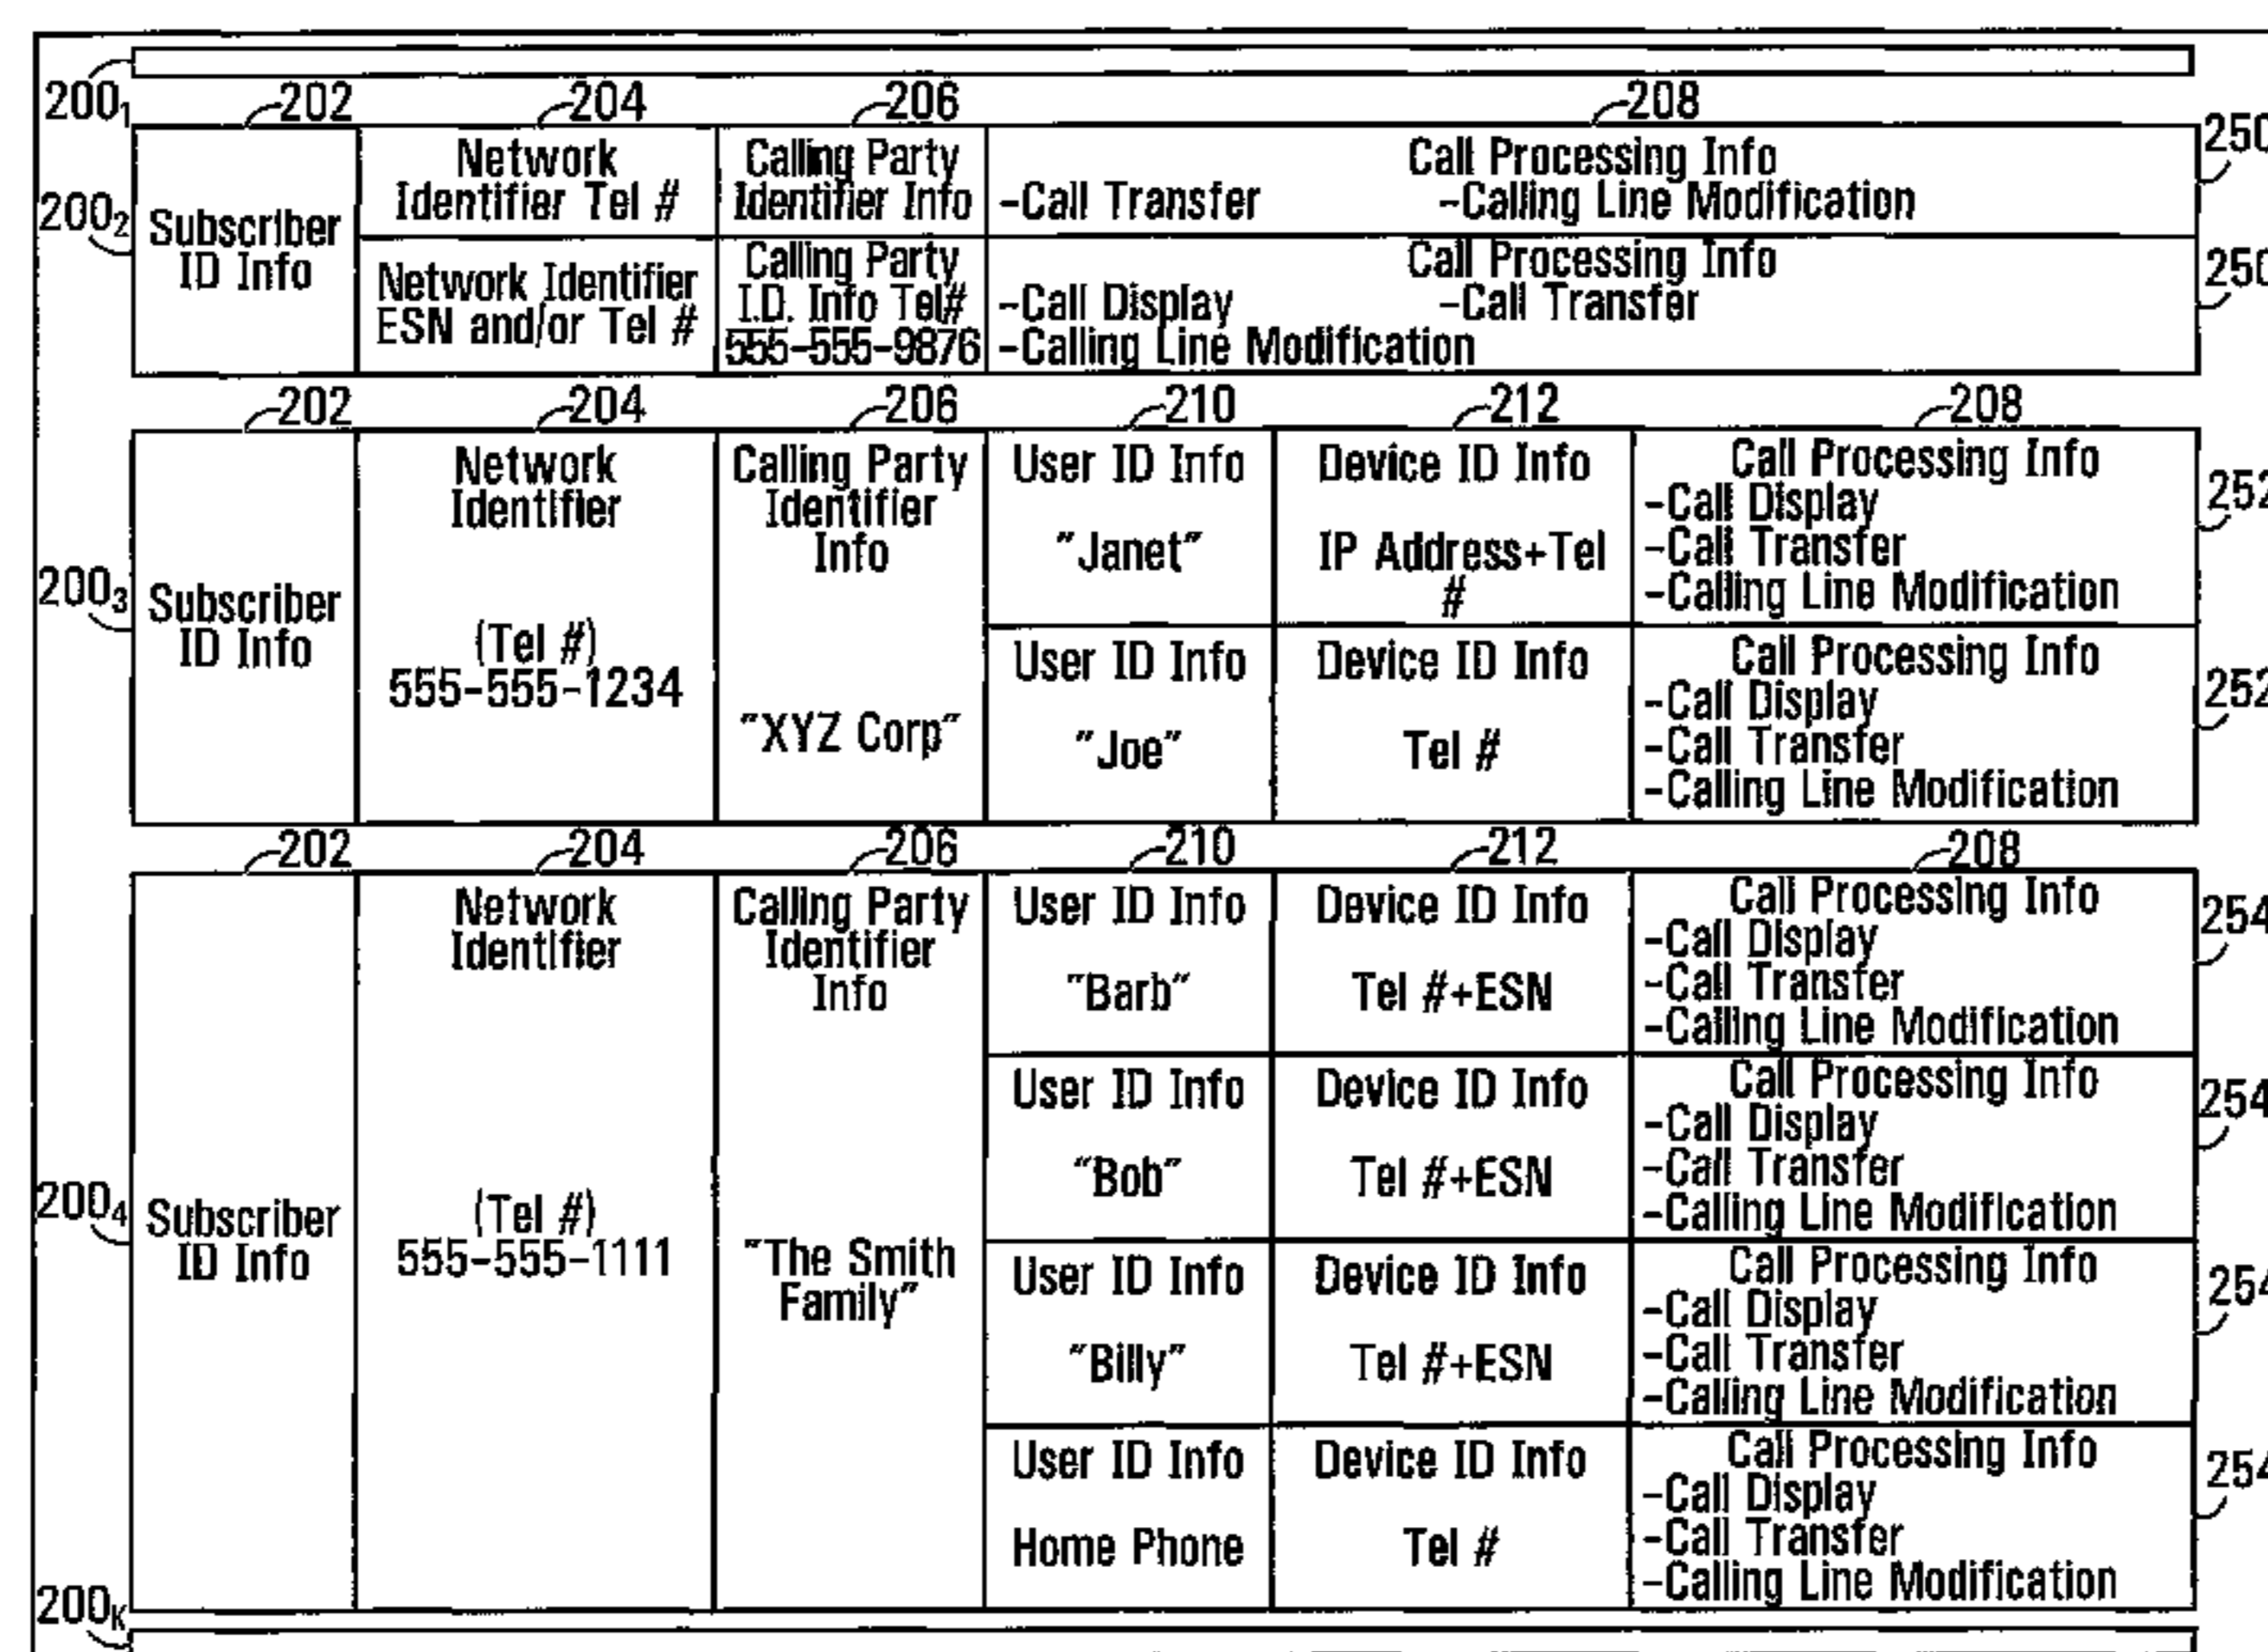 200₁
202 204 206 208
Network Calling Party Call Processing Info 250
Identifier Tel # Identifier Info -Call Transfer -Calling Line Modification
200₂ Subscriber
ID Info
Calling Party Call Processing Info 250
Network Identifier I.D. Info Tel# -Call Display -Call Transfer
ESN and/or Tel # 555-555-9876 -Calling Line Modification
202 204 206 210 212 208
Network Calling Party User ID Info Device ID Info Call Processing Info
Identifier Identifier -Call Display 252
Info "Janet" IP Address+Tel -Call Transfer
200₃ Subscriber # -Calling Line Modification
ID Info (Tel #) User ID Info Device ID Info Call Processing Info
555-555-1234 -Call Display 252
"XYZ Corp" "Joe" Tel # -Call Transfer
-Calling Line Modification
202 204 206 210 212 208
Network Calling Party User ID Info Device ID Info Call Processing Info 254
Identifier Identifier -Call Display
Info "Barb" Tel #+ESN -Call Transfer
-Calling Line Modification
User ID Info Device ID Info Call Processing Info 254
-Call Display
"Bob" Tel #+ESN -Call Transfer
200₄ Subscriber (Tel #) -Calling Line Modification
ID Info 555-555-1111 "The Smith User ID Info Device ID Info Call Processing Info 254
Family" -Call Display
"Billy" Tel #+ESN -Call Transfer
-Calling Line Modification
User ID Info Device ID Info Call Processing Info 254
-Call Display
Home Phone Tel # -Call Transfer
-Calling Line Modification
200K